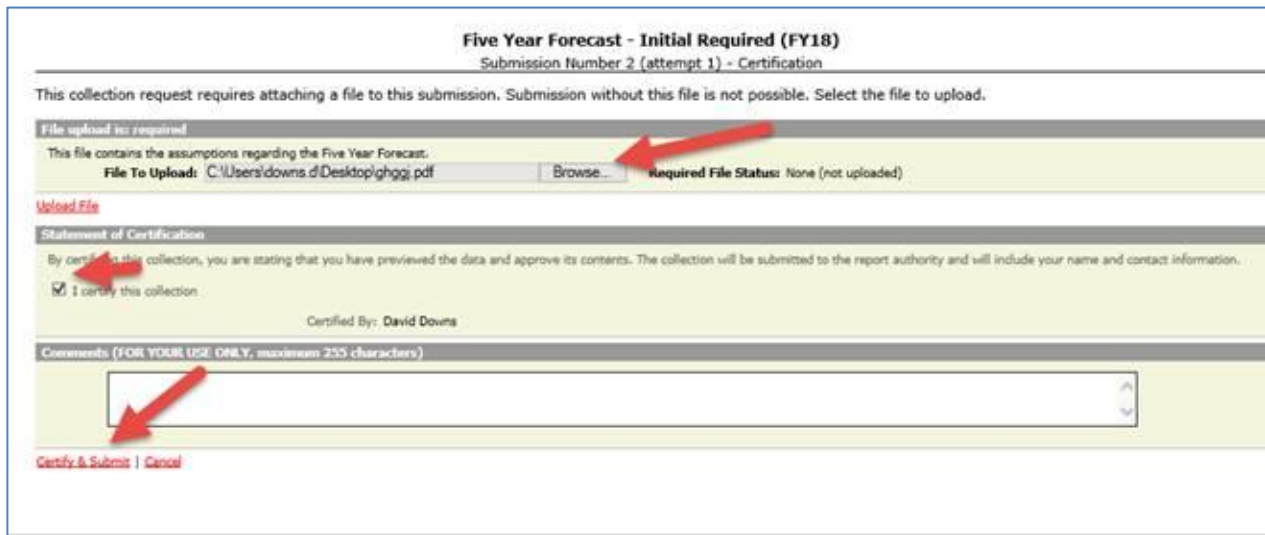 Five Year Forecast - Initial Required (FY18)
Submission Number 2 (attempt 1) - Certification
This collection request requires attaching a file to this submission. Submission without this file is not possible. Select the file to upload.
File upload is: required
This file contains the assumptions regarding the Five Year Forecast.
File To Upload: C:\Users\downs.d\Desktop\ghggj.pdf Browse... Required File Status: None (not uploaded)
Upload File
Statement of Certification
By certifying this collection, you are stating that you have previewed the data and approve its contents. The collection will be submitted to the report authority and will include your name and contact information.
I certify this collection
Certified By: David Downs
Comments (FOR YOUR USE ONLY, maximum 255 characters)
Certify & Submit | Cancel